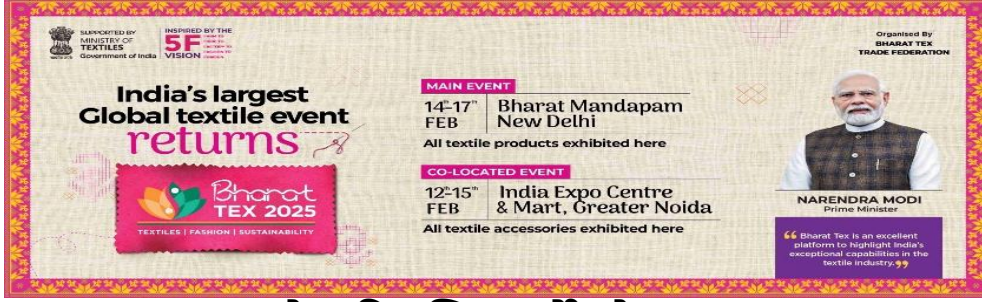 SUPPORTED BY
MINISTRY OF
TEXTILES
Government of India
INSPIRED BY THE
5F
VISION
Organised By
BHARAT TEX
TRADE FEDERATION
India's largest
Global textile event
returns
Bharat
TEX 2025
TEXTILES | FASHION | SUSTAINABILITY
MAIN EVENT
14th-17th
FEB
Bharat Mandapam
New Delhi
All textile products exhibited here
CO-LOCATED EVENT
12th-15th
FEB
India Expo Centre
& Mart, Greater Noida
All textile accessories exhibited here
NARENDRA MODI
Prime Minister
“ Bharat Tex is an excellent
platform to highlight India's
exceptional capabilities in the
textile industry.”